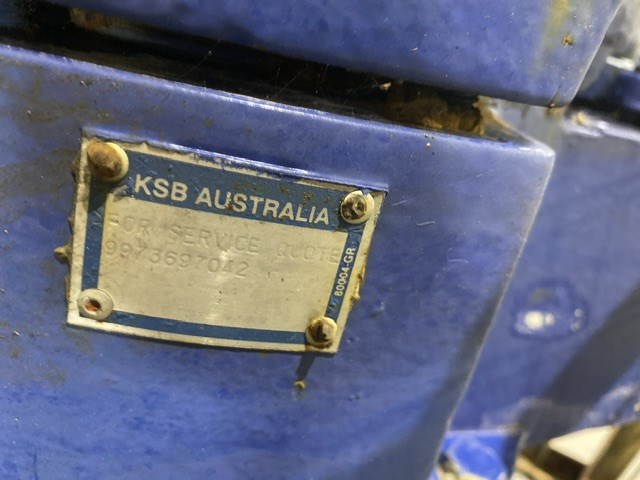 KSB AUSTRALIA
FOR SERVICE QUOTE
9973697042
60004-GR